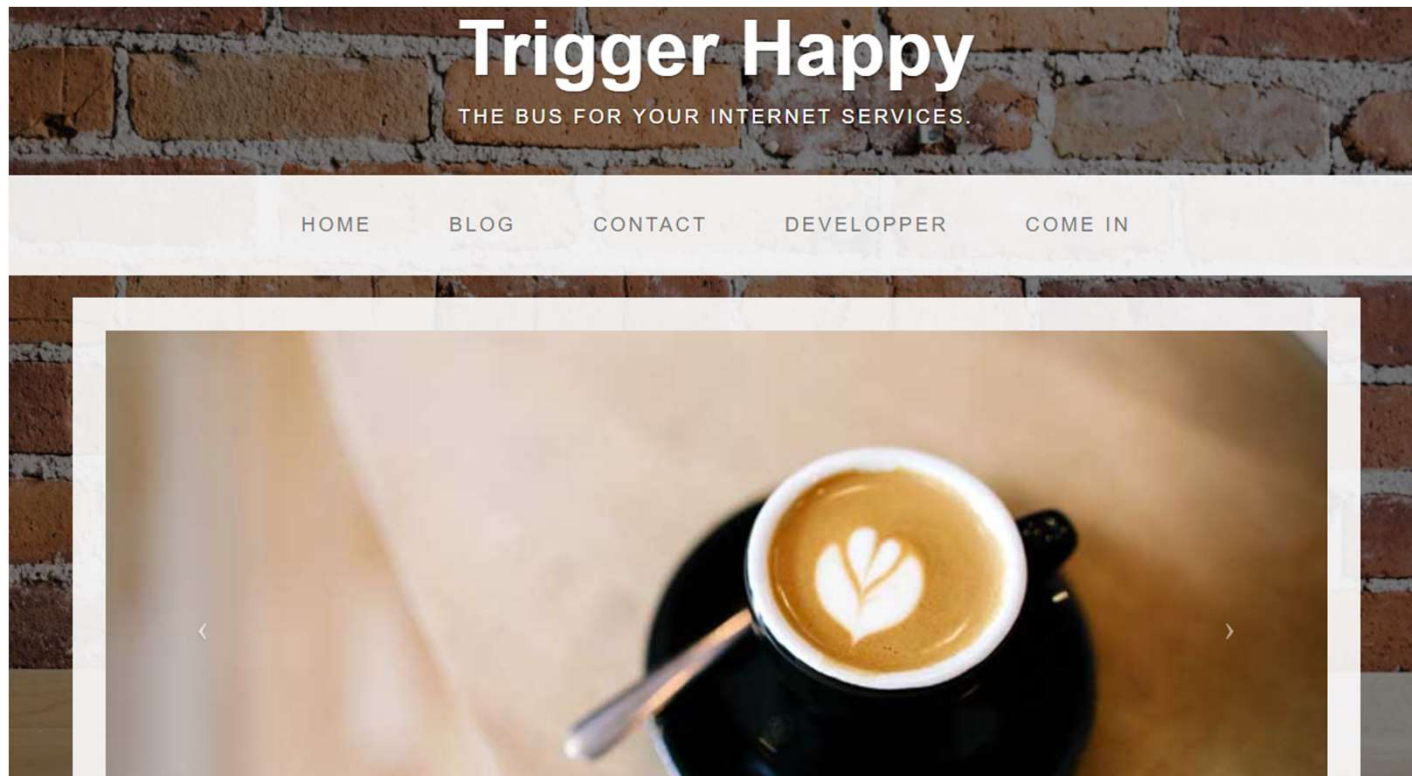 Trigger Happy
THE BUS FOR YOUR INTERNET SERVICES.
HOME BLOG CONTACT DEVELOPPER COME IN